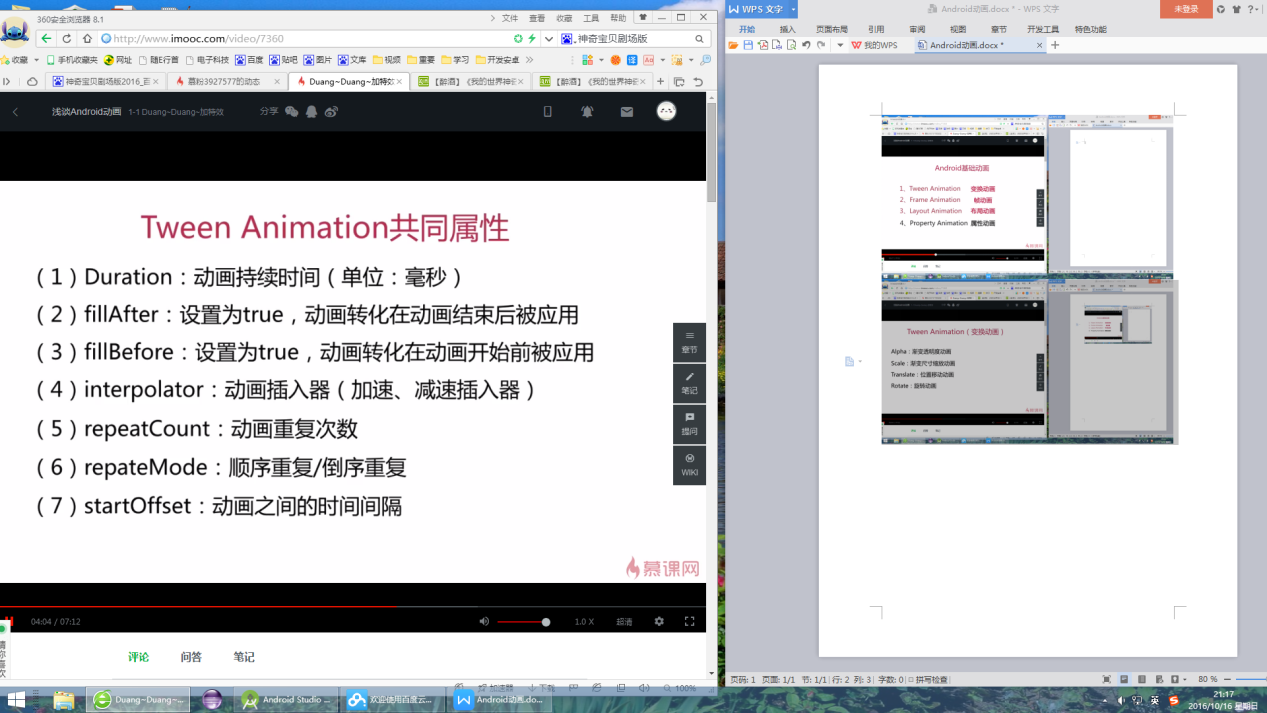 360安全浏览器 8.1
文件 查看 收藏 工具 帮助
http://www.imooc.com/video/7360
神奇宝贝剧场版
收藏 手机收藏夹 网址 随E行首 电子科技 百度 贴吧 图片 文库 视频 重要 学习 开发安卓
神奇宝贝剧场版2016_百
慕粉3927577的动态
Duang~Duang~加特效
【醉酒】《我的世界神
【醉酒】《我的世界神
浅谈Android动画 1-1 Duang~Duang~加特效 分享
Tween Animation共同属性
（1）Duration：动画持续时间（单位：毫秒）
（2）fillAfter：设置为true，动画转化在动画结束后被应用
（3）fillBefore：设置为true，动画转化在动画开始前被应用
（4）interpolator：动画插入器（加速、减速插入器）
（5）repeatCount：动画重复次数
（6）repateMode：顺序重复/倒序重复
（7）startOffset：动画之间的时间间隔
章节
笔记
提问
WIKI
慕课网
04:04 / 07:12 1.0 X 超清
评论 问答 笔记
猜你喜欢
加速器 下载 100%
WPS 文字
Android动画.docx * - WPS 文字
未登录
开始 插入 页面布局 引用 审阅 视图 章节 开发工具 特色功能
我的WPS
Android动画.docx *
Android基础动画
1、Tween Animation 变换动画
2、Frame Animation 帧动画
3、Layout Animation 布局动画
4、Property Animation 属性动画
Tween Animation（变换动画）
Alpha：渐变透明度动画
Scale：渐变尺寸缩放动画
Translate：位置移动动画
Rotate：旋转动画
页码: 1 页面: 1/1 节: 1/1 行: 2 列: 3 字数: 0 拼写检查 80 %
Duang~Duang~...
Android Studio ...
欢迎使用百度云...
Android动画.do...
英
21:17
2016/10/16 星期日